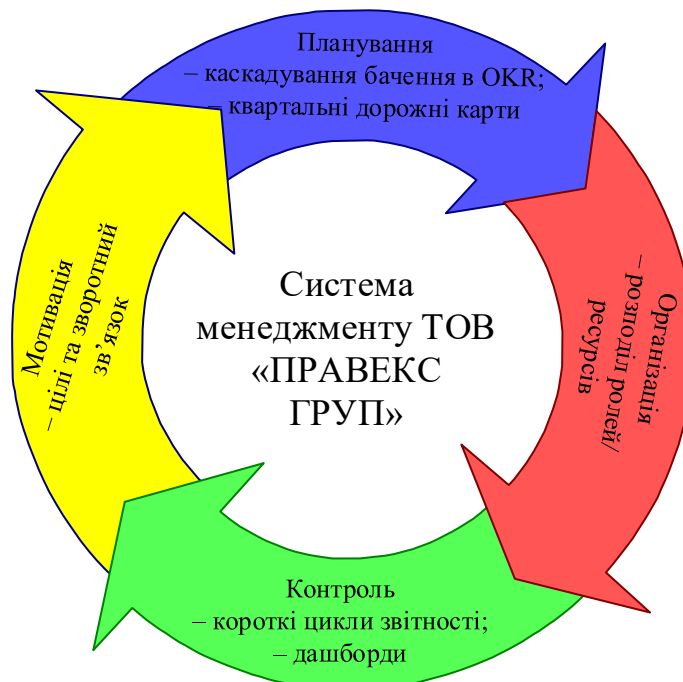 Планування
– каскадування бачення в OKR;
– квартальні дорожні карти
Система
менеджменту ТОВ
«ПРАВЕКС
ГРУП»
Організація
– розподіл ролей/
ресурсів
Контроль
– короткі цикли звітності;
– дашборди
Мотивація
– цілі та зворотний
зв’язок